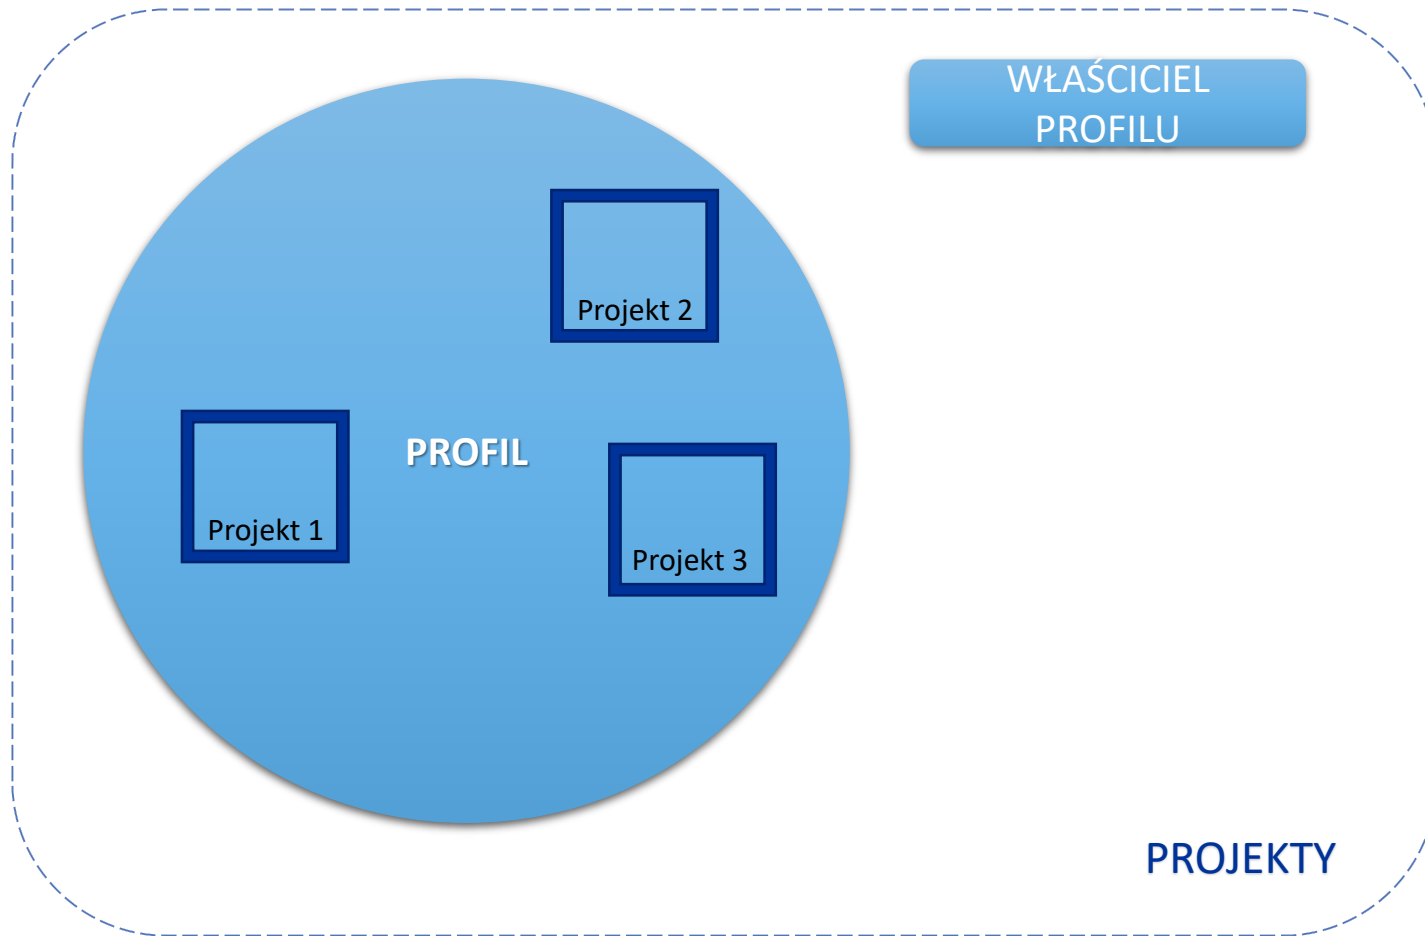 WŁAŚCICIEL
PROFILU
Projekt 2
PROFIL
Projekt 1
Projekt 3
PROJEKTY